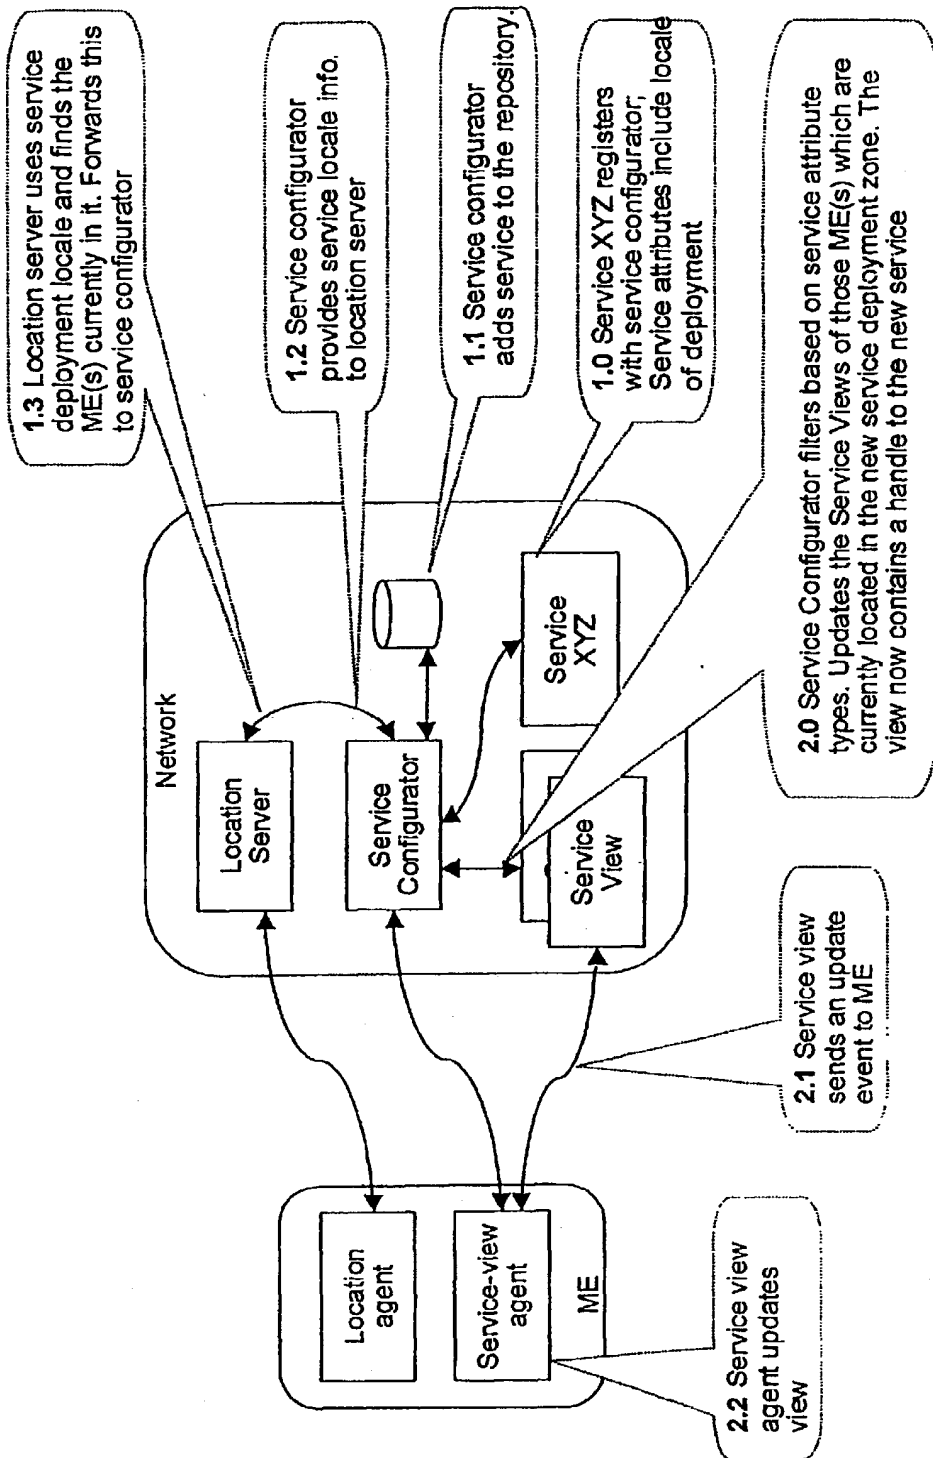 1.3 Location server uses service
deployment locale and finds the
ME(s) currently in it. Forwards this
to service configurator
1.2 Service configurator
provides service locale info.
to location server
1.1 Service configurator
adds service to the repository.
1.0 Service XYZ registers
with service configurator;
Service attributes include locale
of deployment
Network
Location
Server
Service
Configurator
Service
XYZ
Service
View
Location
agent
Service-view
agent
ME
2.2 Service view
agent updates
view
2.1 Service view
sends an update
event to ME
2.0 Service Configurator filters based on service attribute
types. Updates the Service Views of those ME(s) which are
currently located in the new service deployment zone. The
view now contains a handle to the new service